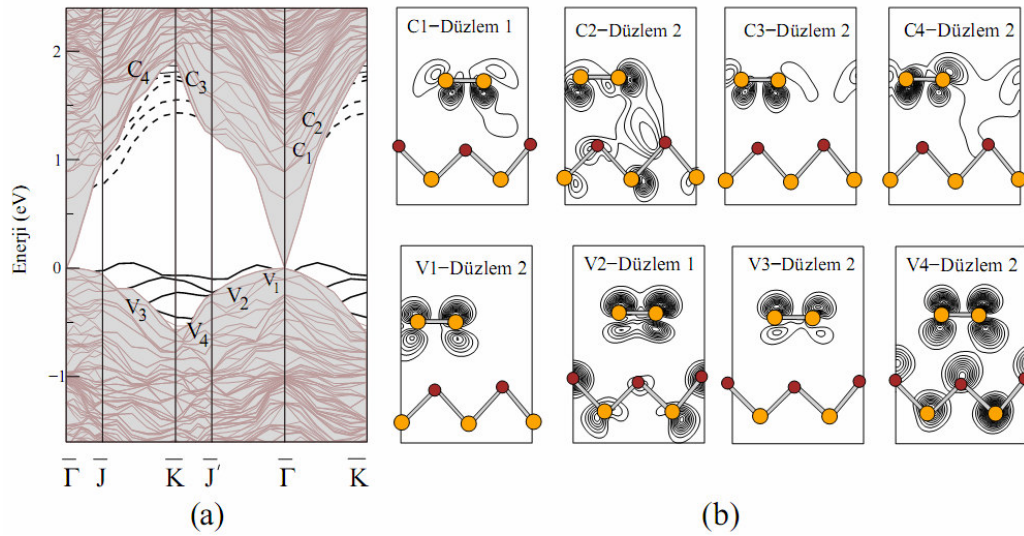 C1−Düzlem 1
C2−Düzlem 2
C3−Düzlem 2
C4−Düzlem 2
V1−Düzlem 2
V2−Düzlem 1
V3−Düzlem 2
V4−Düzlem 2
Enerji (eV)
2
1
0
−1
C4
C3
C2
C1
V1
V2
V3
V4
Γ̅ J̅ K̅ J̅′ Γ̅ K̅
(a)
(b)